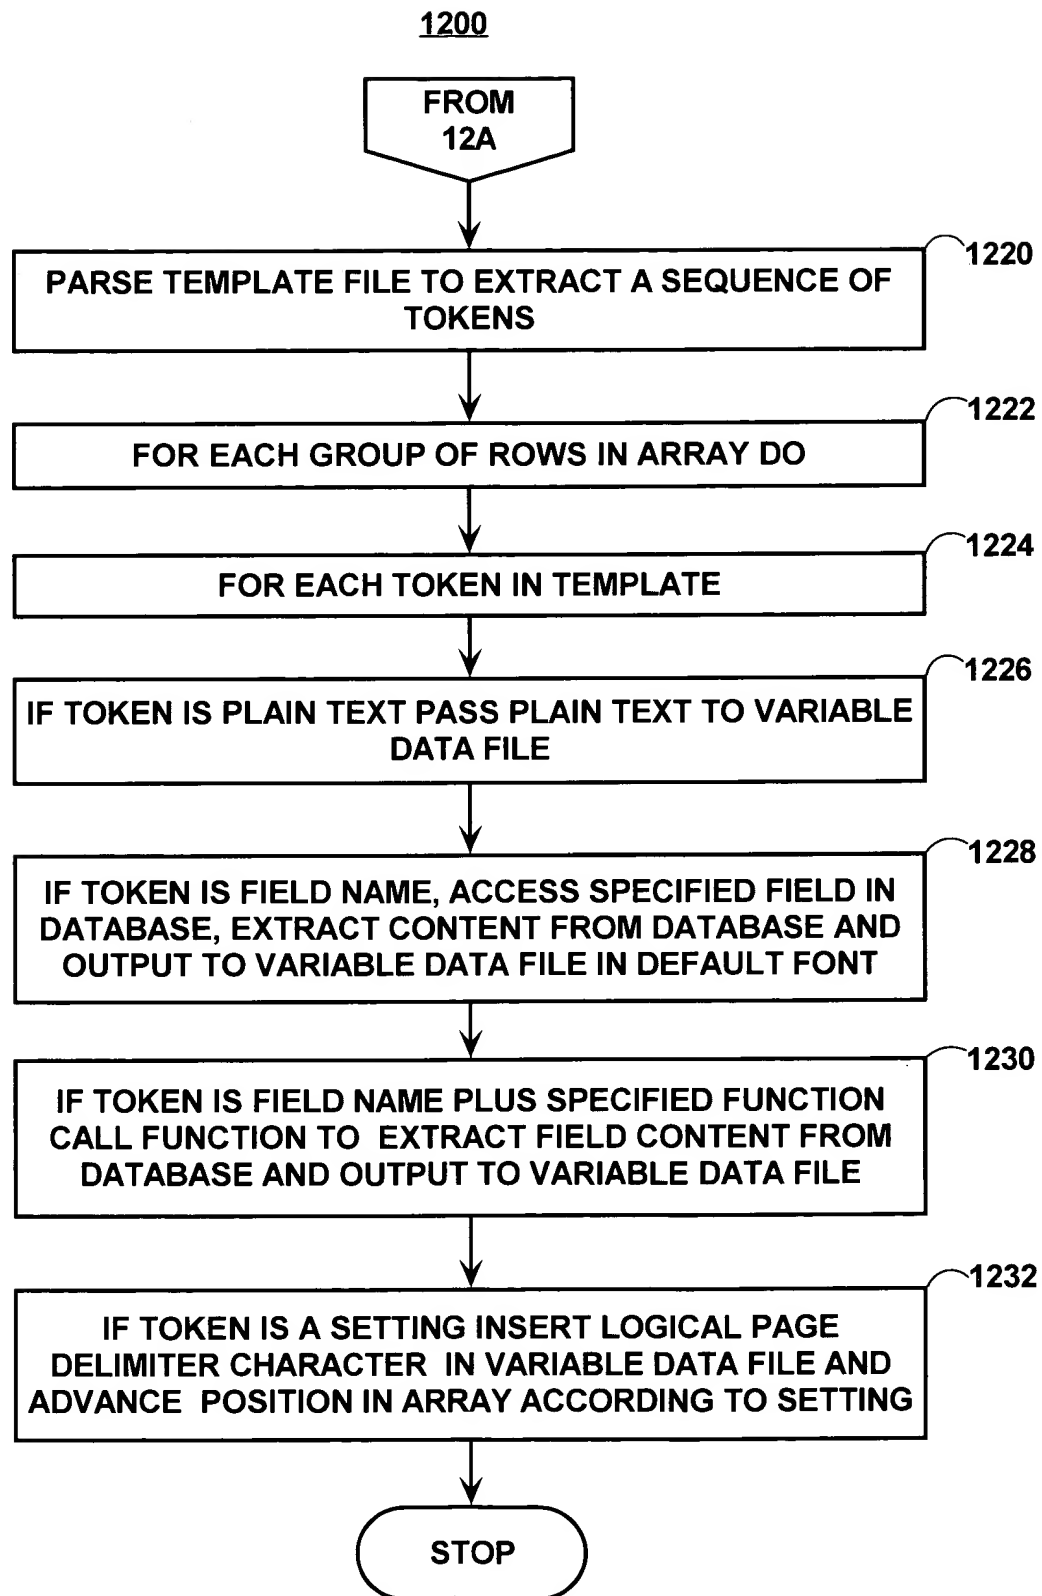 1200
FROM
12A
1220
PARSE TEMPLATE FILE TO EXTRACT A SEQUENCE OF
TOKENS
1222
FOR EACH GROUP OF ROWS IN ARRAY DO
1224
FOR EACH TOKEN IN TEMPLATE
1226
IF TOKEN IS PLAIN TEXT PASS PLAIN TEXT TO VARIABLE
DATA FILE
1228
IF TOKEN IS FIELD NAME, ACCESS SPECIFIED FIELD IN
DATABASE, EXTRACT CONTENT FROM DATABASE AND
OUTPUT TO VARIABLE DATA FILE IN DEFAULT FONT
1230
IF TOKEN IS FIELD NAME PLUS SPECIFIED FUNCTION
CALL FUNCTION TO EXTRACT FIELD CONTENT FROM
DATABASE AND OUTPUT TO VARIABLE DATA FILE
1232
IF TOKEN IS A SETTING INSERT LOGICAL PAGE
DELIMITER CHARACTER IN VARIABLE DATA FILE AND
ADVANCE POSITION IN ARRAY ACCORDING TO SETTING
STOP